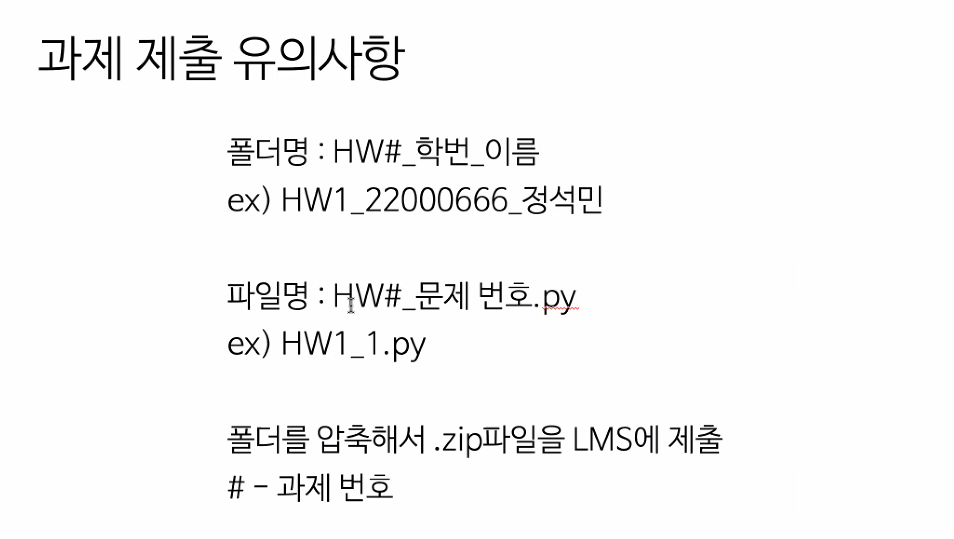 과제 제출 유의사항
폴더명 : HW#_학번_이름
ex) HW1_22000666_정석민
파일명 : HW#_문제 번호.py
ex) HW1_1.py
폴더를 압축해서 .zip파일을 LMS에 제출
# - 과제 번호